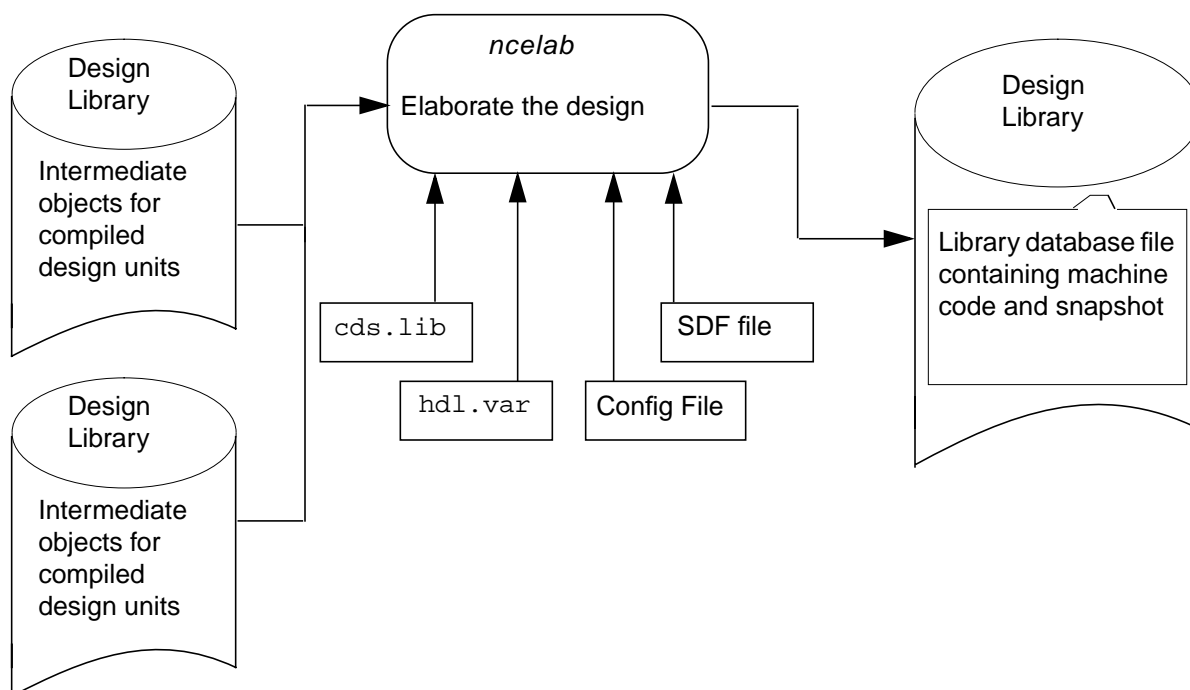 Design
Library
Intermediate
objects for
compiled
design units
Design
Library
Intermediate
objects for
compiled
design units
ncelab
Elaborate the design
cds.lib
hdl.var
Config File
SDF file
Design
Library
Library database file
containing machine
code and snapshot